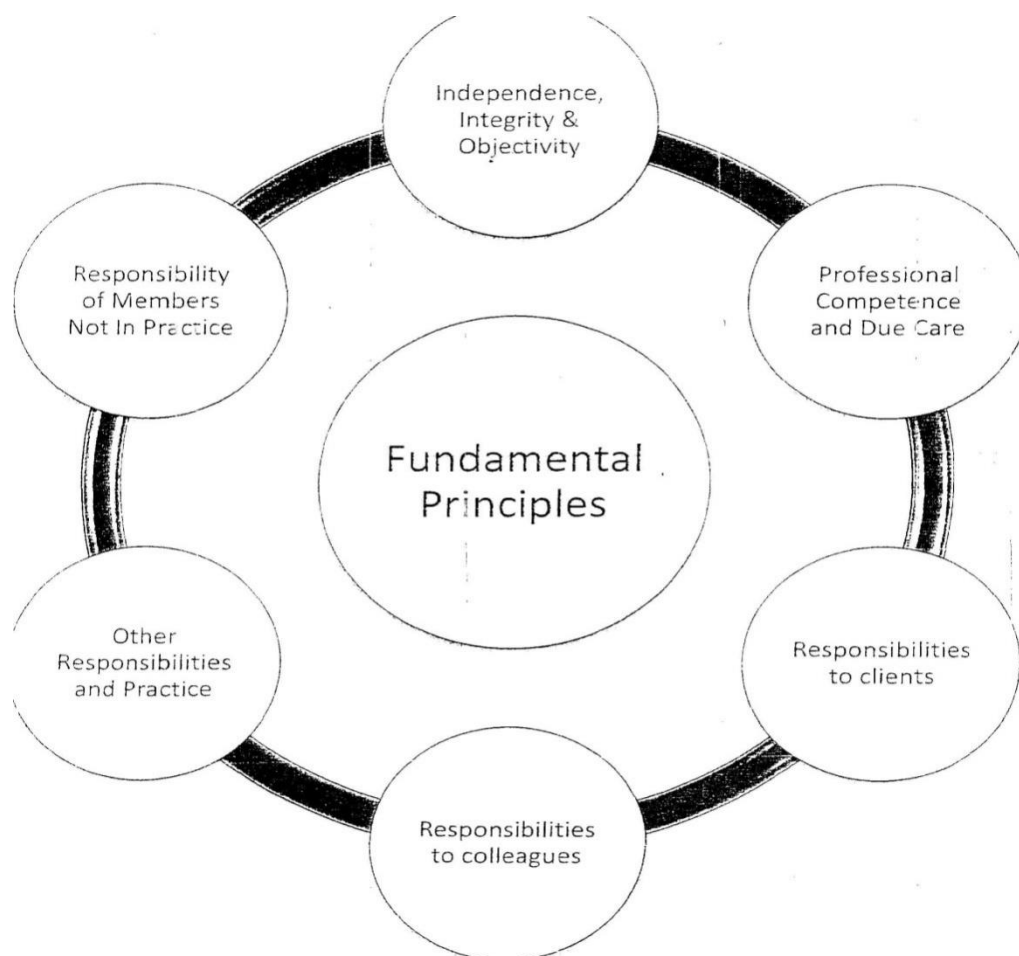 Independence,
Integrity &
Objectivity
Professional
Competence
and Due Care
Responsibilities
to clients
Responsibilities
to colleagues
Other
Responsibilities
and Practice
Responsibility
of Members
Not In Practice
Fundamental
Principles